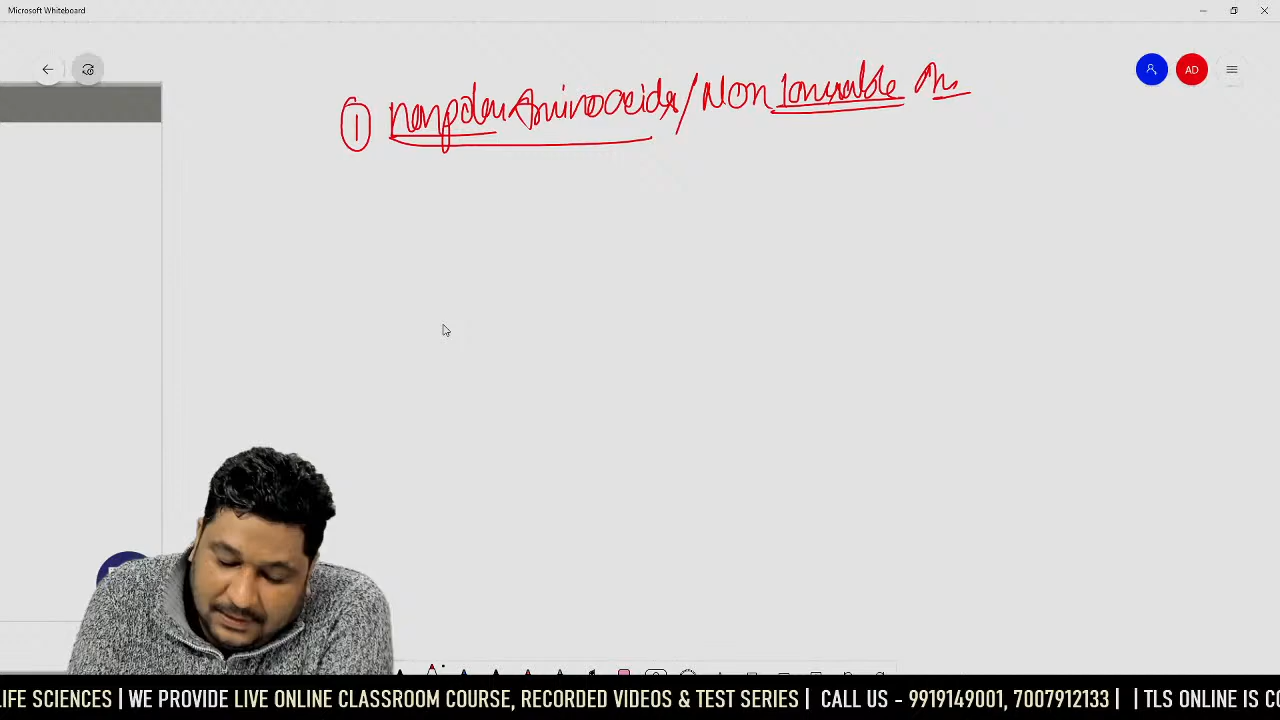 Microsoft Whiteboard
AD
① nonpolar Aminoacids/Non Ionizable
LIFE SCIENCES | WE PROVIDE LIVE ONLINE CLASSROOM COURSE, RECORDED VIDEOS & TEST SERIES | CALL US - 9919149001, 7007912133 | | TLS ONLINE IS CO